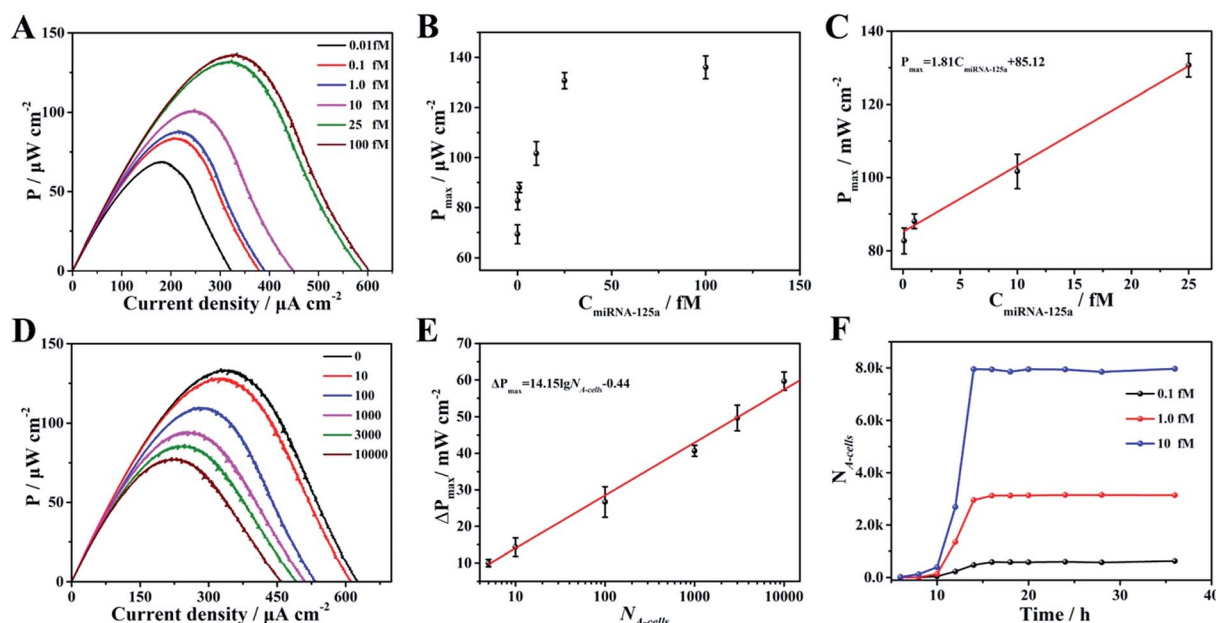 A
P / μW cm⁻²
150
100
50
0
0 100 200 300 400 500 600
Current density / μA cm⁻²
0.01fM
0.1 fM
1.0 fM
10 fM
25 fM
100 fM
B
Pmax / μW cm⁻²
140
120
100
80
60
0 50 100 150
CmiRNA-125a / fM
C
Pmax=1.81CmiRNA-125a+85.12
Pmax / mW cm⁻²
120
100
80
0 5 10 15 20 25
CmiRNA-125a / fM
D
P / μW cm⁻²
150
100
50
0
0 150 300 450 600
Current density / μA cm⁻²
0
10
100
1000
3000
10000
E
ΔPmax=14.15lgNA-cells-0.44
ΔPmax/ mW cm⁻²
70
60
50
40
30
20
10
10 100 1000 10000
NA-cells
F
NA-cells
8.0k
6.0k
4.0k
2.0k
0.0
10 20 30 40
Time / h
0.1 fM
1.0 fM
10 fM